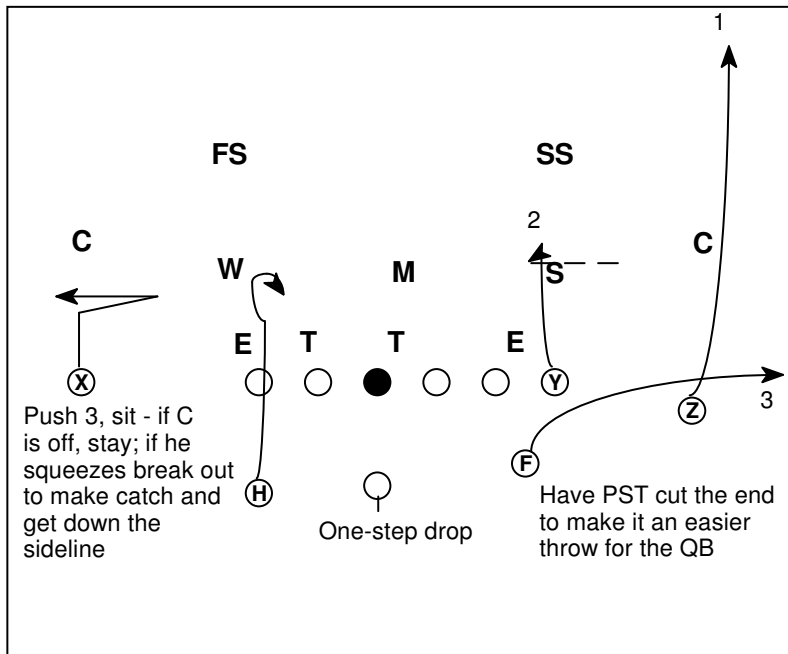 1
FS
SS
2
C
C
W
M
S
E
T
T
E
X
Y
3
Z
Push 3, sit - if C
is off, stay; if he
squeezes break out
to make catch and
get down the
sideline
F
H
One-step drop
Have PST cut the end
to make it an easier
throw for the QB